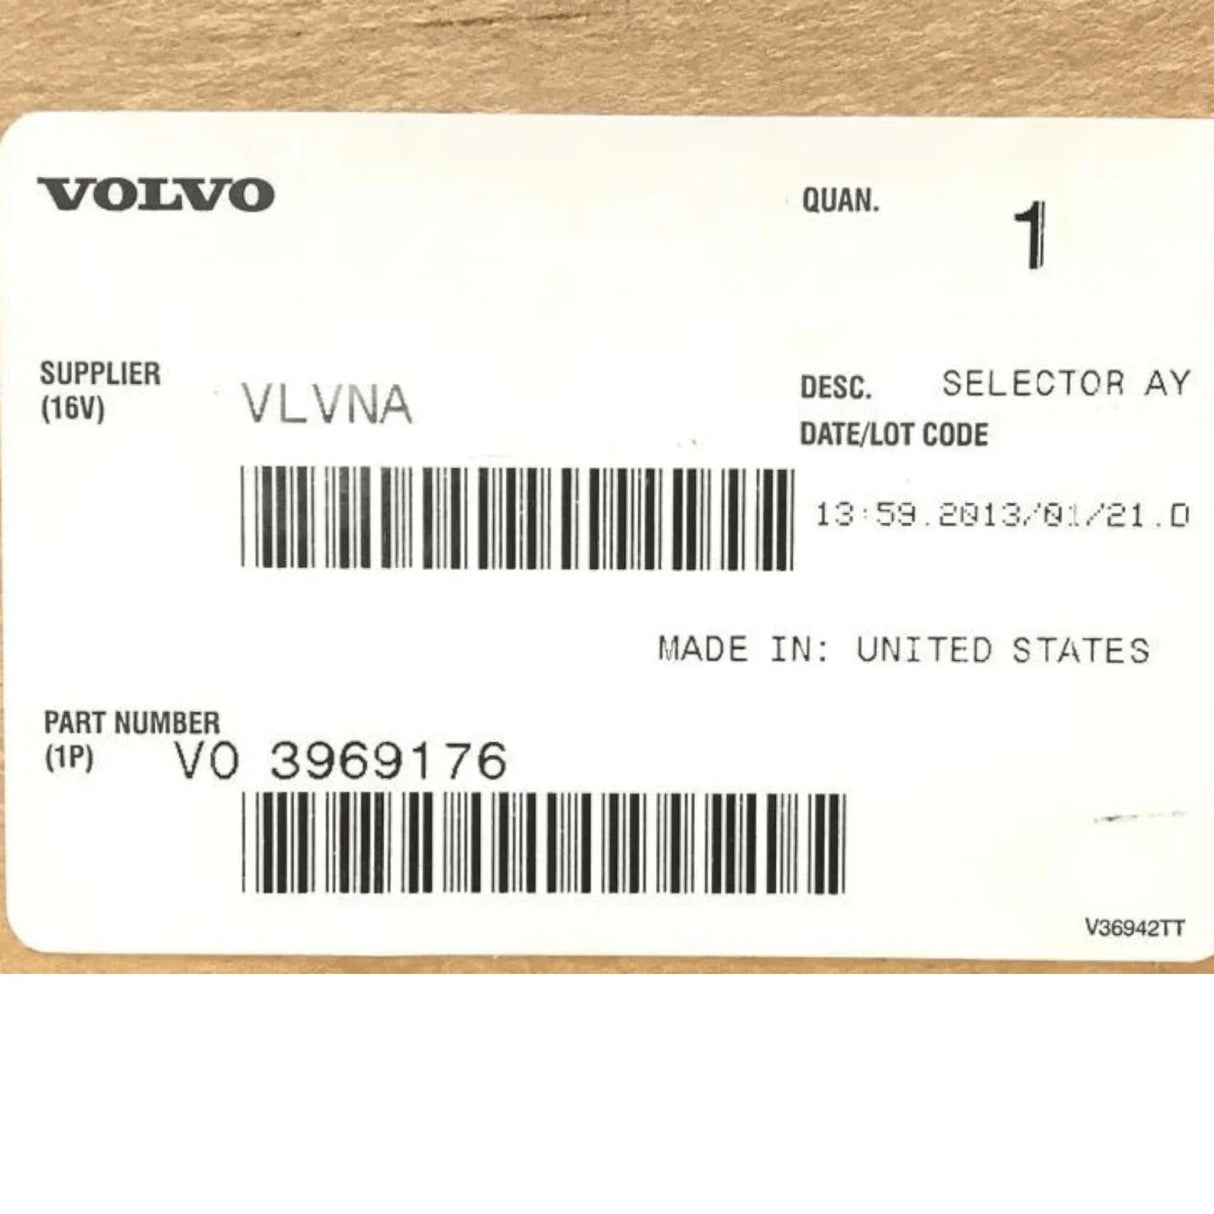 VOLVO
QUAN. 1
SUPPLIER
(16V) VLVNA
DESC. SELECTOR AY
DATE/LOT CODE
13:59.2013/01/21.D
MADE IN: UNITED STATES
PART NUMBER
(1P) VO 3969176
V36942TT